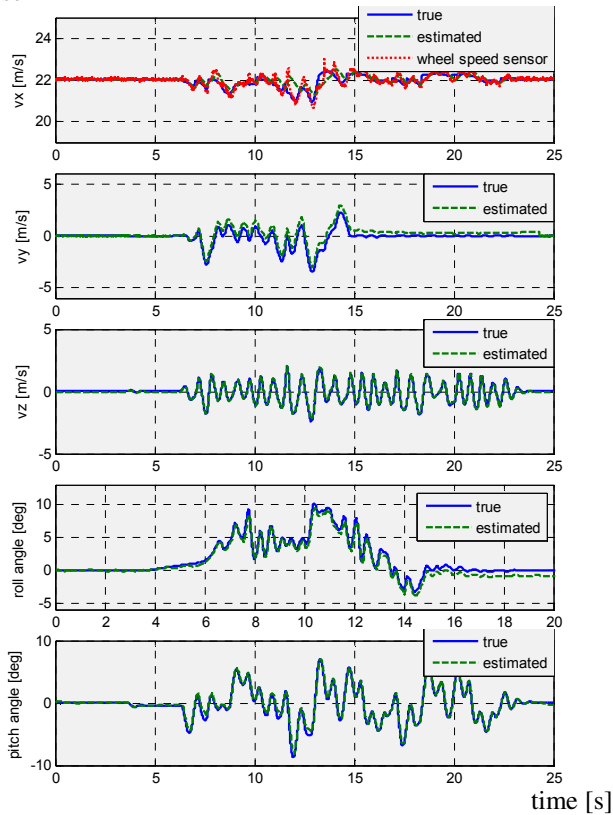 25
22
19
vx [m/s]
true
estimated
wheel speed sensor
0 5 10 15 20 25
5
0
-5
vy [m/s]
true
estimated
0 5 10 15 20 25
5
0
-5
vz [m/s]
true
estimated
0 5 10 15 20 25
10
5
0
-5
roll angle [deg]
true
estimated
0 2 4 6 8 10 12 14 16 18 20
10
0
-10
pitch angle [deg]
true
estimated
0 5 10 15 20 25
time [s]